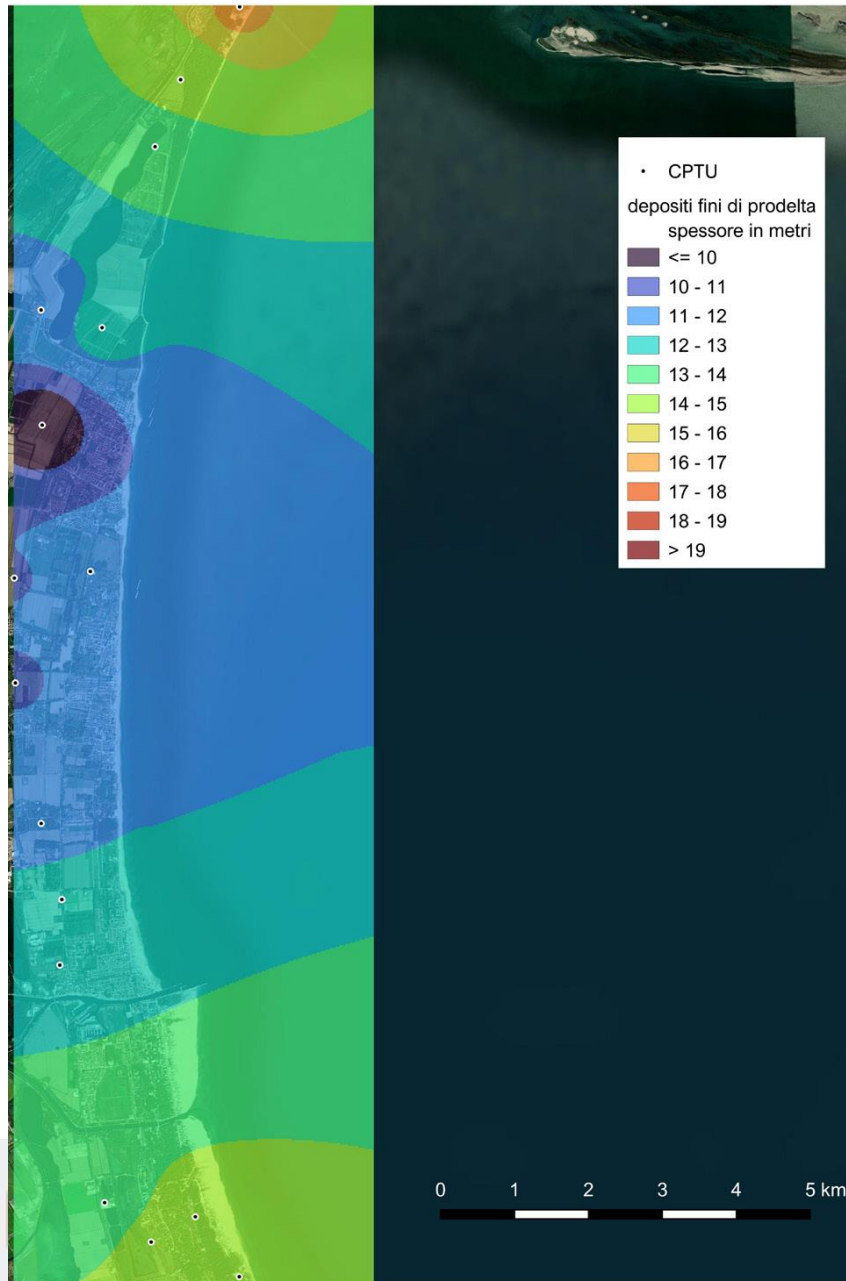 CPTU
depositi fini di prodelta
spessore in metri
<= 10
10 - 11
11 - 12
12 - 13
13 - 14
14 - 15
15 - 16
16 - 17
17 - 18
18 - 19
> 19
0 1 2 3 4 5 km